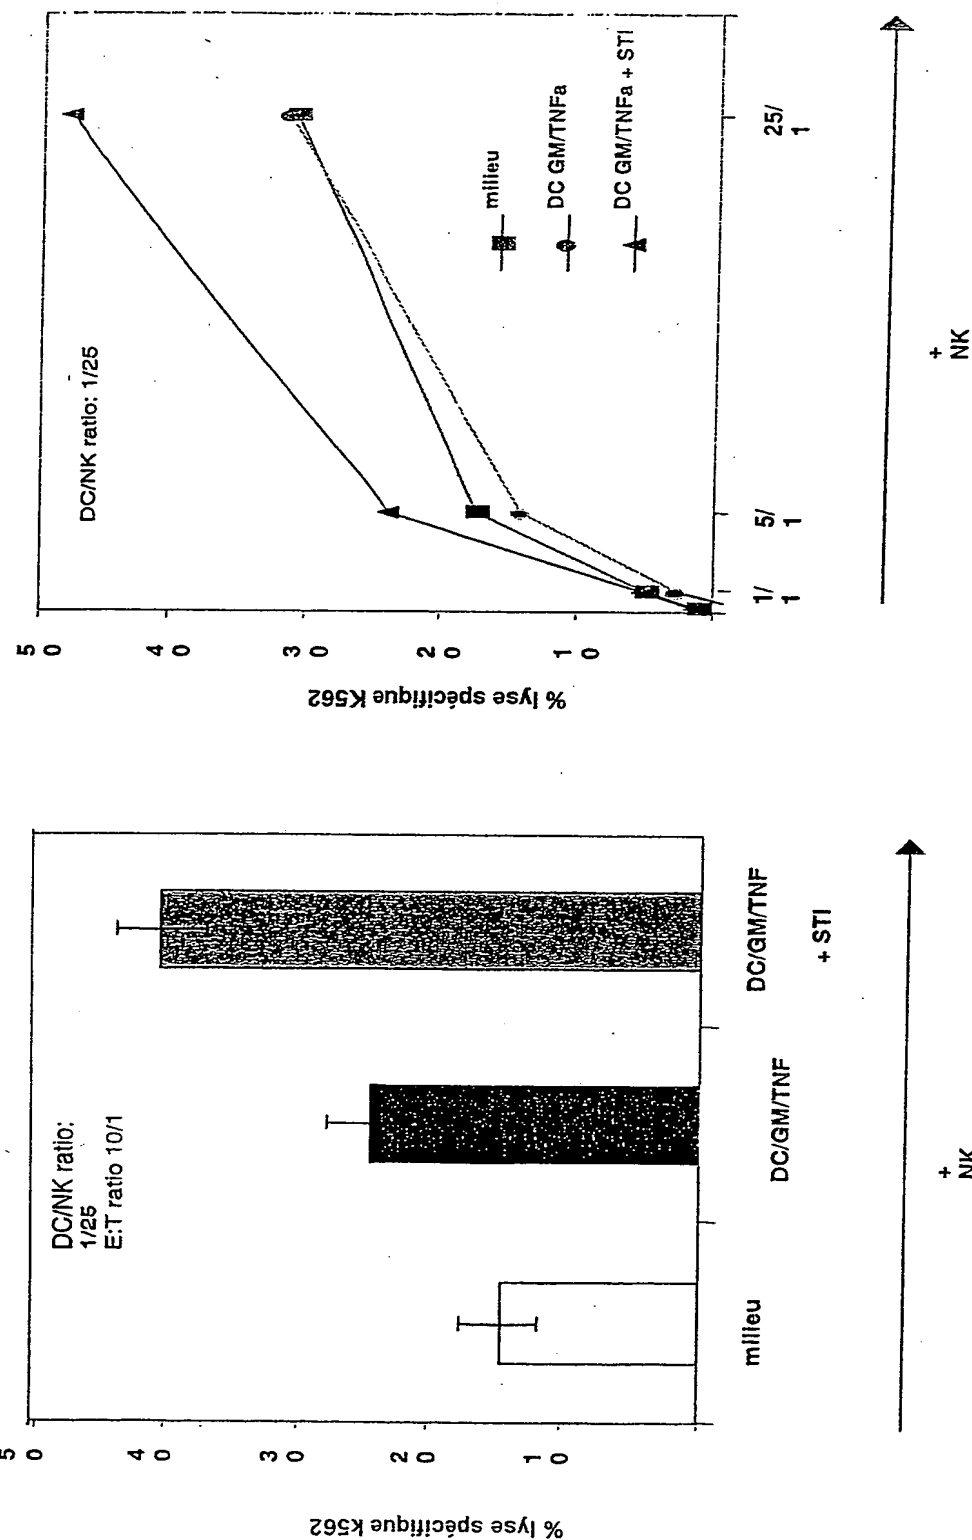 % lyse spécifique K562
50
40
30
20
10
DC/NK ratio:
1/25
E:T ratio 10/1
milieu
DC/GM/TNF
DC/GM/TNF
+ STI
+
NK
% lyse spécifique K562
50
40
30
20
10
DC/NK ratio: 1/25
milieu
DC GM/TNFa
DC GM/TNFa + STI
1/
1
5/
1
25/
1
+
NK